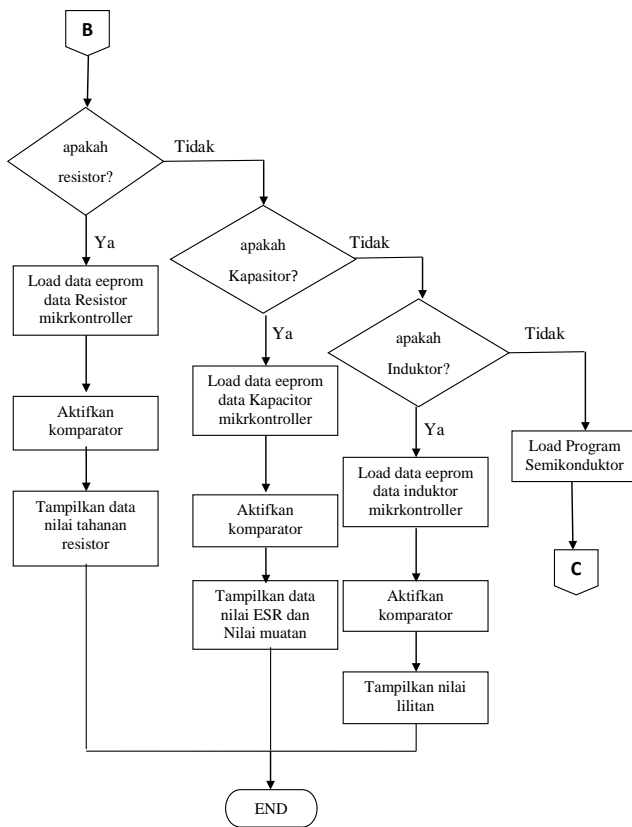 B
apakah
resistor?
Tidak
Ya
Load data eeprom
data Resistor
mikrkontroller
Aktifkan
komparator
Tampilkan data
nilai tahanan
resistor
apakah
Kapasitor?
Tidak
Ya
Load data eeprom
data Kapacitor
mikrkontroller
Aktifkan
komparator
Tampilkan data
nilai ESR dan
Nilai muatan
apakah
Induktor?
Tidak
Ya
Load data eeprom
data induktor
mikrkontroller
Aktifkan
komparator
Tampilkan nilai
lilitan
Load Program
Semikonduktor
C
END